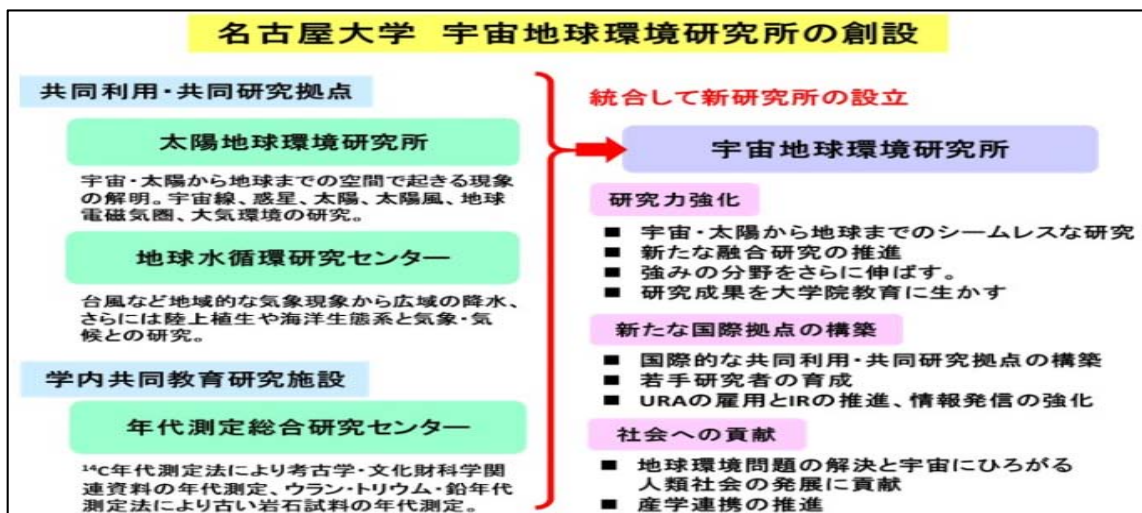 名古屋大学 宇宙地球環境研究所の創設
共同利用・共同研究拠点
太陽地球環境研究所
宇宙・太陽から地球までの空間で起きる現象
の解明。宇宙線、惑星、太陽、太陽風、地球
電磁気圏、大気環境の研究。
地球水循環研究センター
台風など地域的な気象現象から広域の降水、
さらには陸上植生や海洋生態系と気象・気
候との研究。
学内共同教育研究施設
年代測定総合研究センター
¹⁴C年代測定法により考古学・文化財科学関
連資料の年代測定、ウラン・トリウム・鉛年代
測定法により古い岩石試料の年代測定。
統合して新研究所の設立
宇宙地球環境研究所
研究力強化
■ 宇宙・太陽から地球までのシームレスな研究
■ 新たな融合研究の推進
■ 強みの分野をさらに伸ばす。
■ 研究成果を大学院教育に生かす
新たな国際拠点の構築
■ 国際的な共同利用・共同研究拠点の構築
■ 若手研究者の育成
■ URAの雇用とIRの推進、情報発信の強化
社会への貢献
■ 地球環境問題の解決と宇宙にひろがる
人類社会の発展に貢献
■ 産学連携の推進